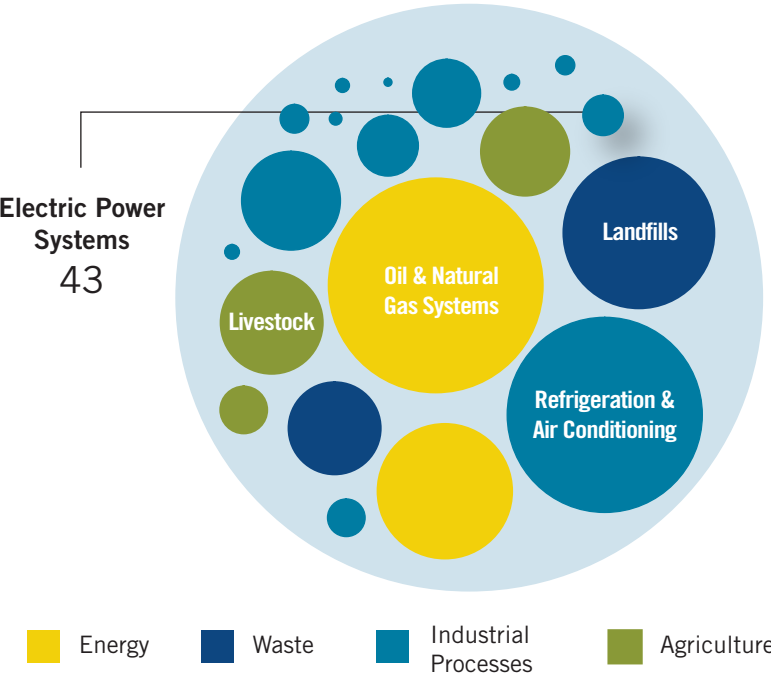 Electric Power
Systems
43
Landfills
Oil & Natural
Gas Systems
Livestock
Refrigeration &
Air Conditioning
Energy
Waste
Industrial
Processes
Agriculture